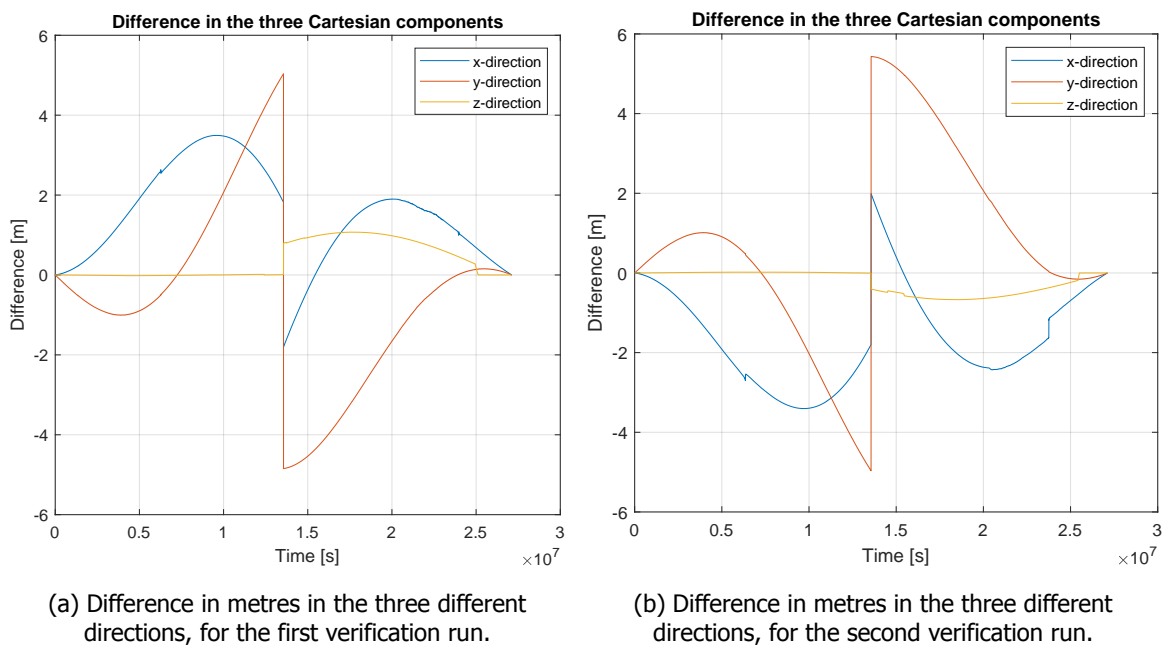 Difference in the three Cartesian components
6
4
2
0
-2
-4
-6
Difference [m]
x-direction
y-direction
z-direction
0
0.5
1
1.5
2
2.5
3
×10^7
Time [s]
(a) Difference in metres in the three different
directions, for the first verification run.
Difference in the three Cartesian components
6
4
2
0
-2
-4
-6
Difference [m]
x-direction
y-direction
z-direction
0
0.5
1
1.5
2
2.5
3
×10^7
Time [s]
(b) Difference in metres in the three different
directions, for the second verification run.